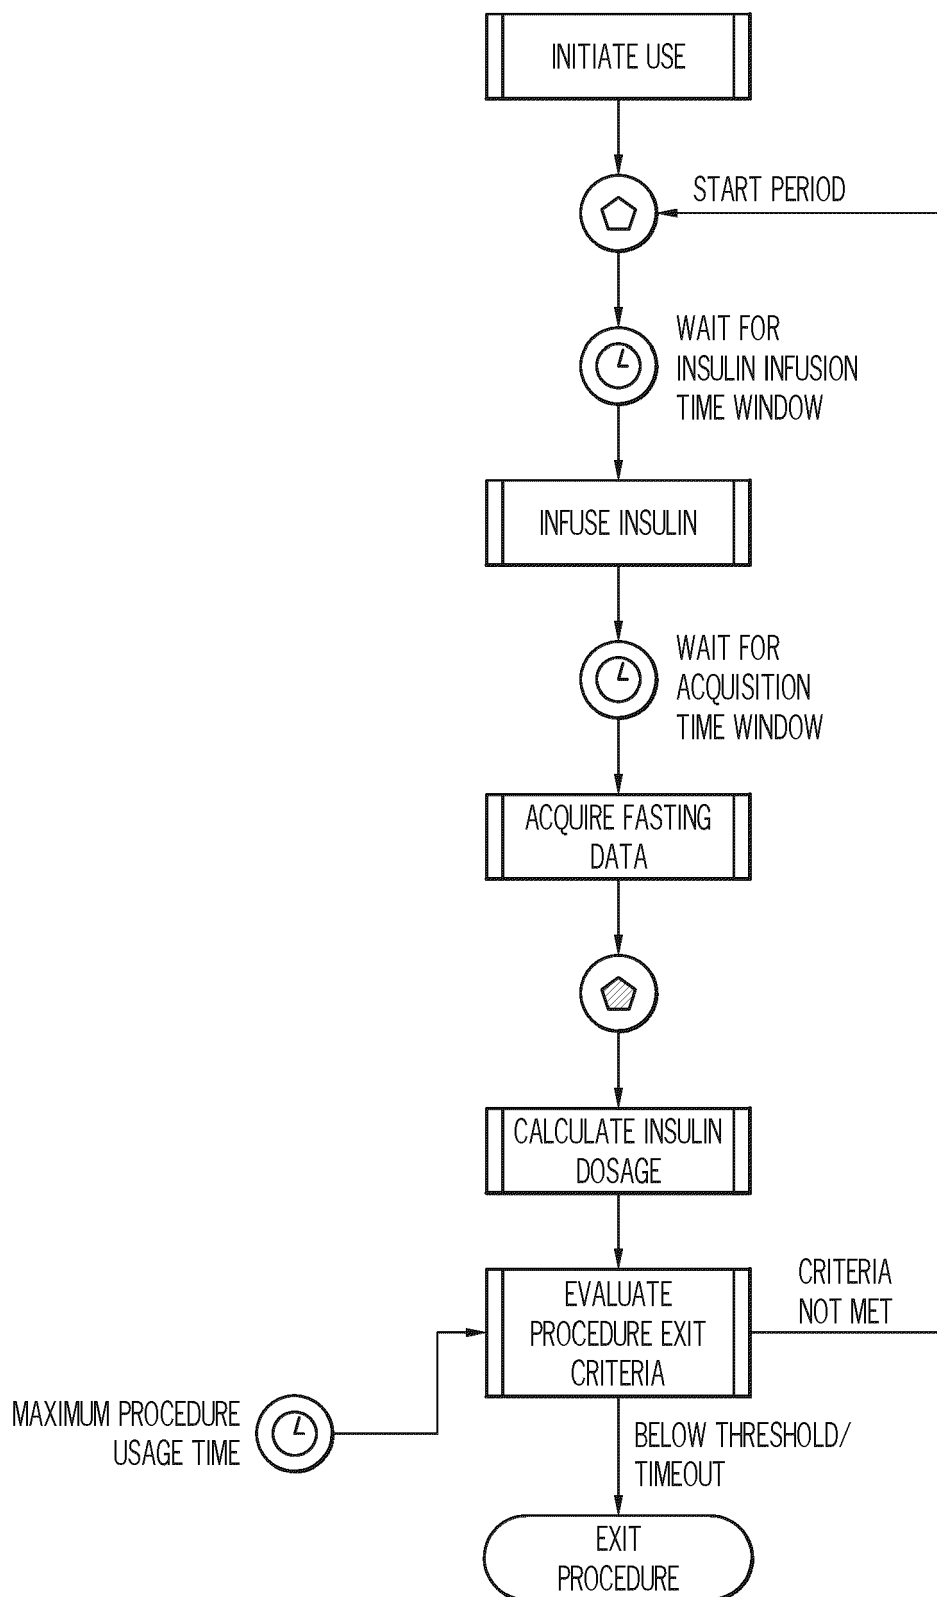 INITIATE USE
START PERIOD
WAIT FOR
INSULIN INFUSION
TIME WINDOW
INFUSE INSULIN
WAIT FOR
ACQUISITION
TIME WINDOW
ACQUIRE FASTING
DATA
CALCULATE INSULIN
DOSAGE
EVALUATE
PROCEDURE EXIT
CRITERIA
CRITERIA
NOT MET
MAXIMUM PROCEDURE
USAGE TIME
BELOW THRESHOLD/
TIMEOUT
EXIT
PROCEDURE